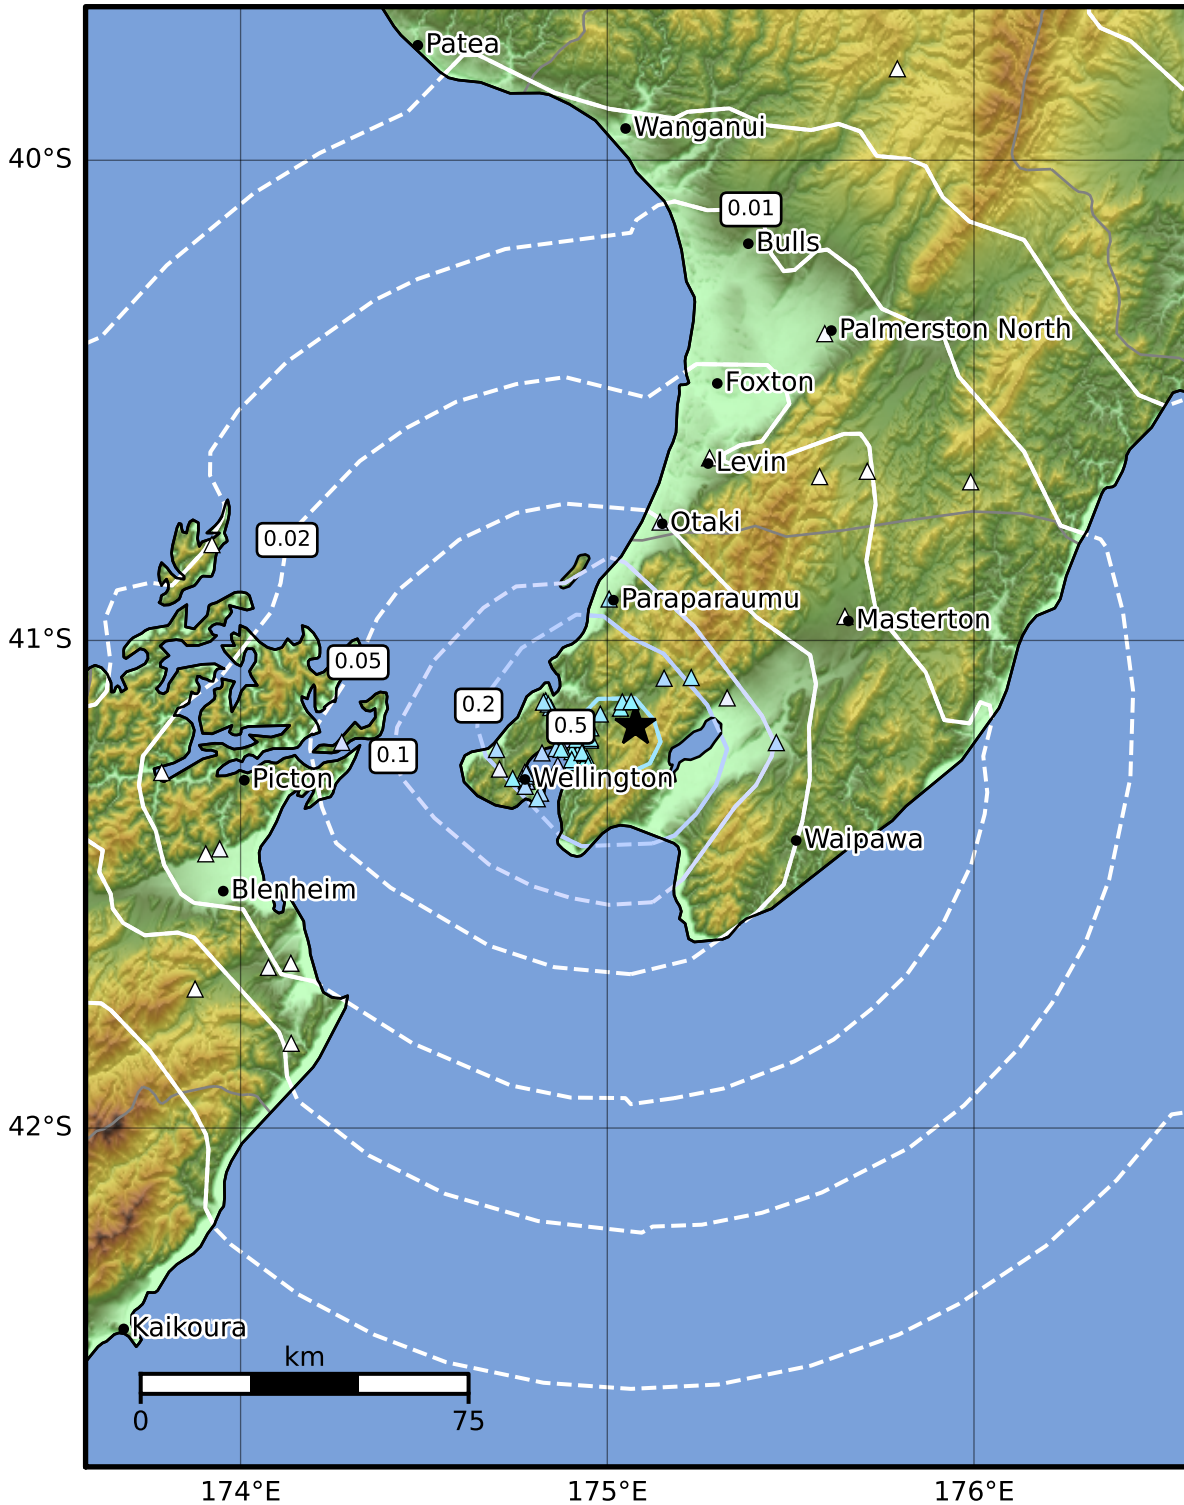 Patea
Wanganui
40°S
0.01
Bulls
Palmerston North
Foxton
Levin
Otaki
0.02
Paraparaumu
Masterton
41°S
0.05
0.2
0.5
0.1
Picton
Wellington
Waipawa
Blenheim
42°S
Kaikoura
km
0 75
174°E 175°E 176°E